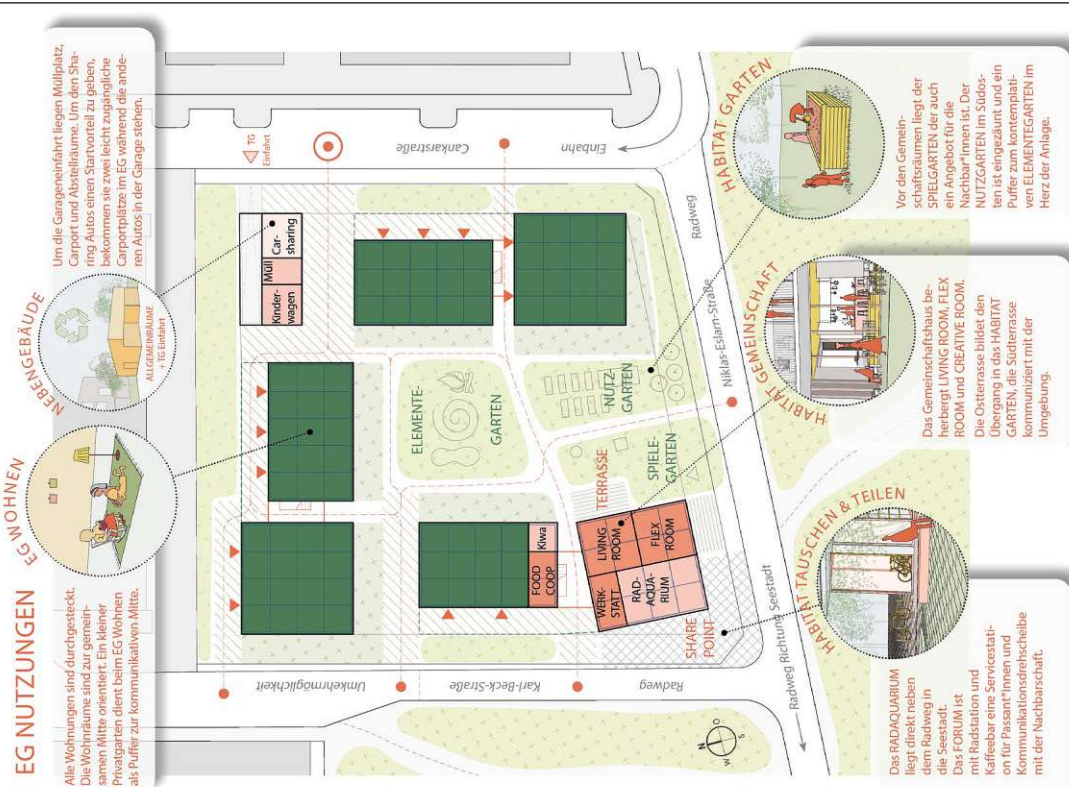 EG NUTZUNGEN
Alle Wohnungen sind durchgesteckt.
Die Wohnräume sind zur gemein-
samen Mitte orientiert. Ein kleiner
Privatgarten dient beim EG Wohnen
als Puffer zur kommunikativen Mitte.
EG WOHNEN
NEBENGEBÄUDE
ALLGEMEINRÄUME
+ TG Einfahrt
Um die Garageneinfahrt liegen Müllplatz,
Carport und Abstellräume. Um den Sha-
ring Autos einen Startvorteil zu geben,
bekommen sie zwei leicht zugängliche
Carportplätze im EG während die ande-
ren Autos in der Garage stehen.
Umkehrmöglichkeit
Karl-Beck-Straße
Radweg
Kinder-
wagen
Müll
Car-
sharing
TG
Einfahrt
Cankarstraße
Einbahn
ELEMENTE-
GARTEN
NUTZ-
GARTEN
FOOD
COOP
Kiwa
WERK-
STATT
LIVING
ROOM
RAD-
AQUA-
RIUM
FLEX
ROOM
TERRASSE
SPIELE-
GARTEN
SHARE
POINT
Radweg Richtung Seestadt
Niklas-Eslarn-Straße
Radweg
N
O
S
W
Das RADAQUARIUM
liegt direkt neben
dem Radweg in
die Seestadt.
Das FORUM ist
mit Radstation und
Kaffeebar eine Servicestati-
on für Passant*innen und
Kommunikationsdrehscheibe
mit der Nachbarschaft.
HABITAT TAUSCHEN & TEILEN
HABITAT GEMEINSCHAFT
Das Gemeinschaftshaus be-
herbergt LIVING ROOM, FLEX
ROOM und CREATIVE ROOM.
Die Ostterrasse bildet den
Übergang in das HABITAT
GARTEN, die Südterrasse
kommuniziert mit der
Umgebung.
HABITAT GARTEN
Vor den Gemein-
schaftsräumen liegt der
SPIELGARTEN der auch
ein Angebot für die
Nachbar*innen ist. Der
NUTZGARTEN im Südos-
ten ist eingezäunt und ein
Puffer zum kontemplati-
ven ELEMENTEGARTEN im
Herz der Anlage.